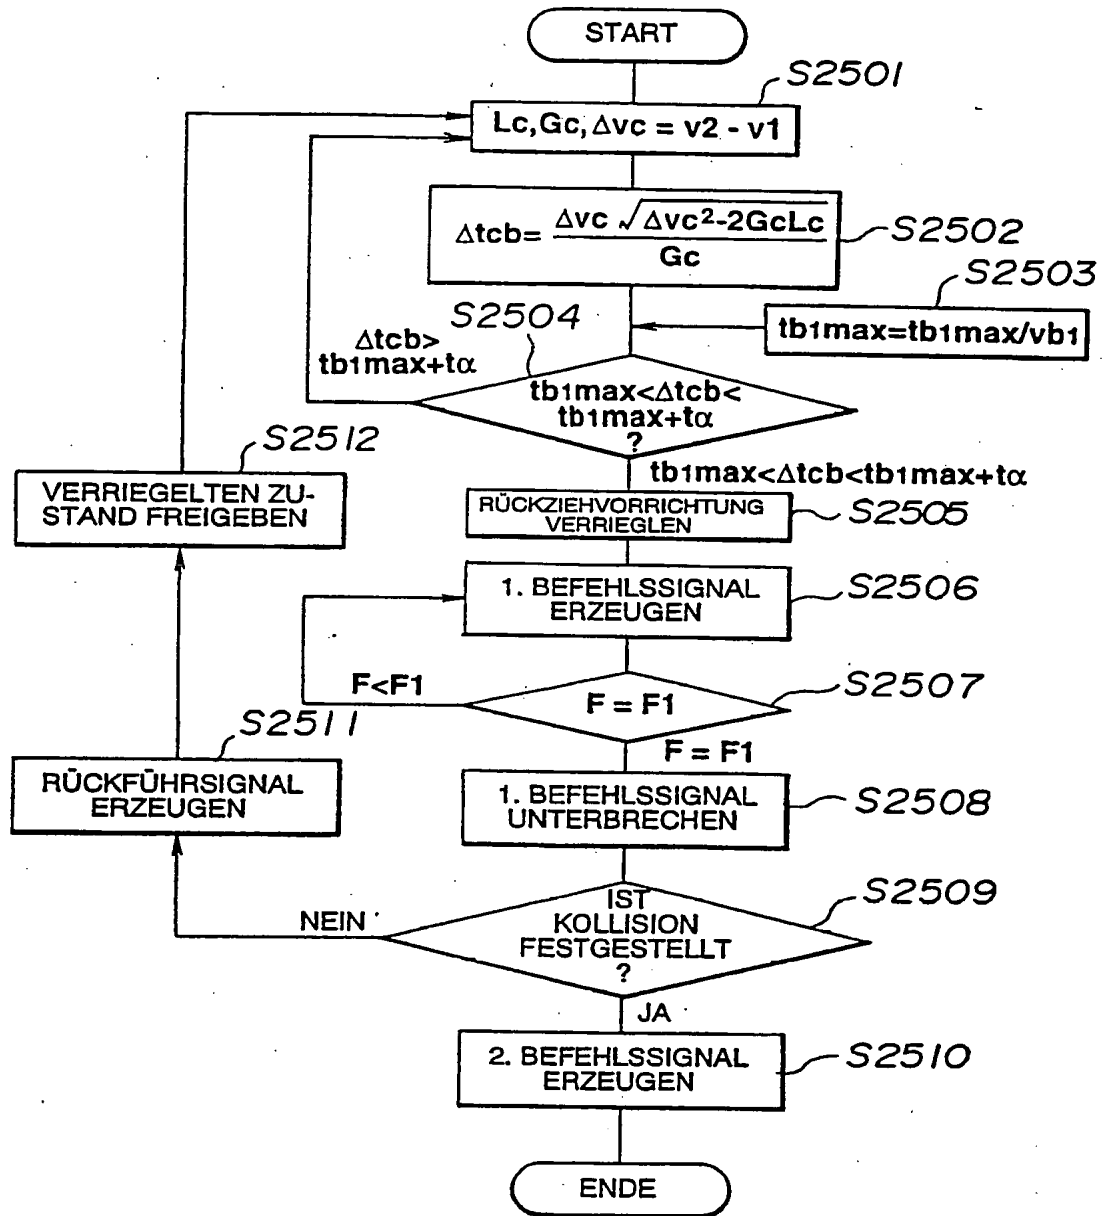 START
S2501
Lc,Gc,Δvc = v2 - v1
Δtcb= Δvc √Δvc²-2GcLc
Gc
S2502
S2503
tb1max=tb1max/vb1
S2504
Δtcb>
tb1max+tα
tb1max<Δtcb<
tb1max+tα
?
tb1max<Δtcb<tb1max+tα
S2512
VERRIEGELTEN ZU-
STAND FREIGEBEN
RÜCKZIEHVORRICHTUNG
VERRIEGLEN
S2505
1. BEFEHLSSIGNAL
ERZEUGEN
S2506
F<F1
F = F1
S2507
F = F1
S2511
RÜCKFÜHRSIGNAL
ERZEUGEN
1. BEFEHLSSIGNAL
UNTERBRECHEN
S2508
S2509
NEIN
IST
KOLLISION
FESTGESTELLT
?
JA
2. BEFEHLSSIGNAL
ERZEUGEN
S2510
ENDE